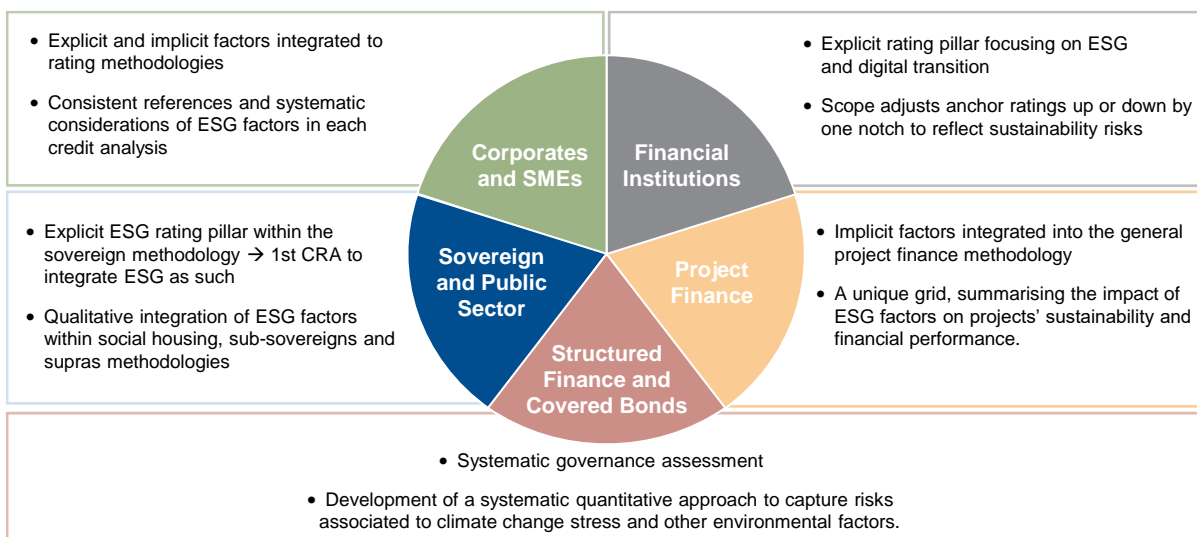 • Explicit and implicit factors integrated to
rating methodologies
• Consistent references and systematic
considerations of ESG factors in each
credit analysis
• Explicit rating pillar focusing on ESG
and digital transition
• Scope adjusts anchor ratings up or down by
one notch to reflect sustainability risks
Corporates
and SMEs
Financial
Institutions
• Explicit ESG rating pillar within the
sovereign methodology → 1st CRA to
integrate ESG as such
• Qualitative integration of ESG factors
within social housing, sub-sovereigns and
supras methodologies
Sovereign
and Public
Sector
Project
Finance
• Implicit factors integrated into the general
project finance methodology
• A unique grid, summarising the impact of
ESG factors on projects’ sustainability and
financial performance.
Structured
Finance and
Covered Bonds
• Systematic governance assessment
• Development of a systematic quantitative approach to capture risks
associated to climate change stress and other environmental factors.